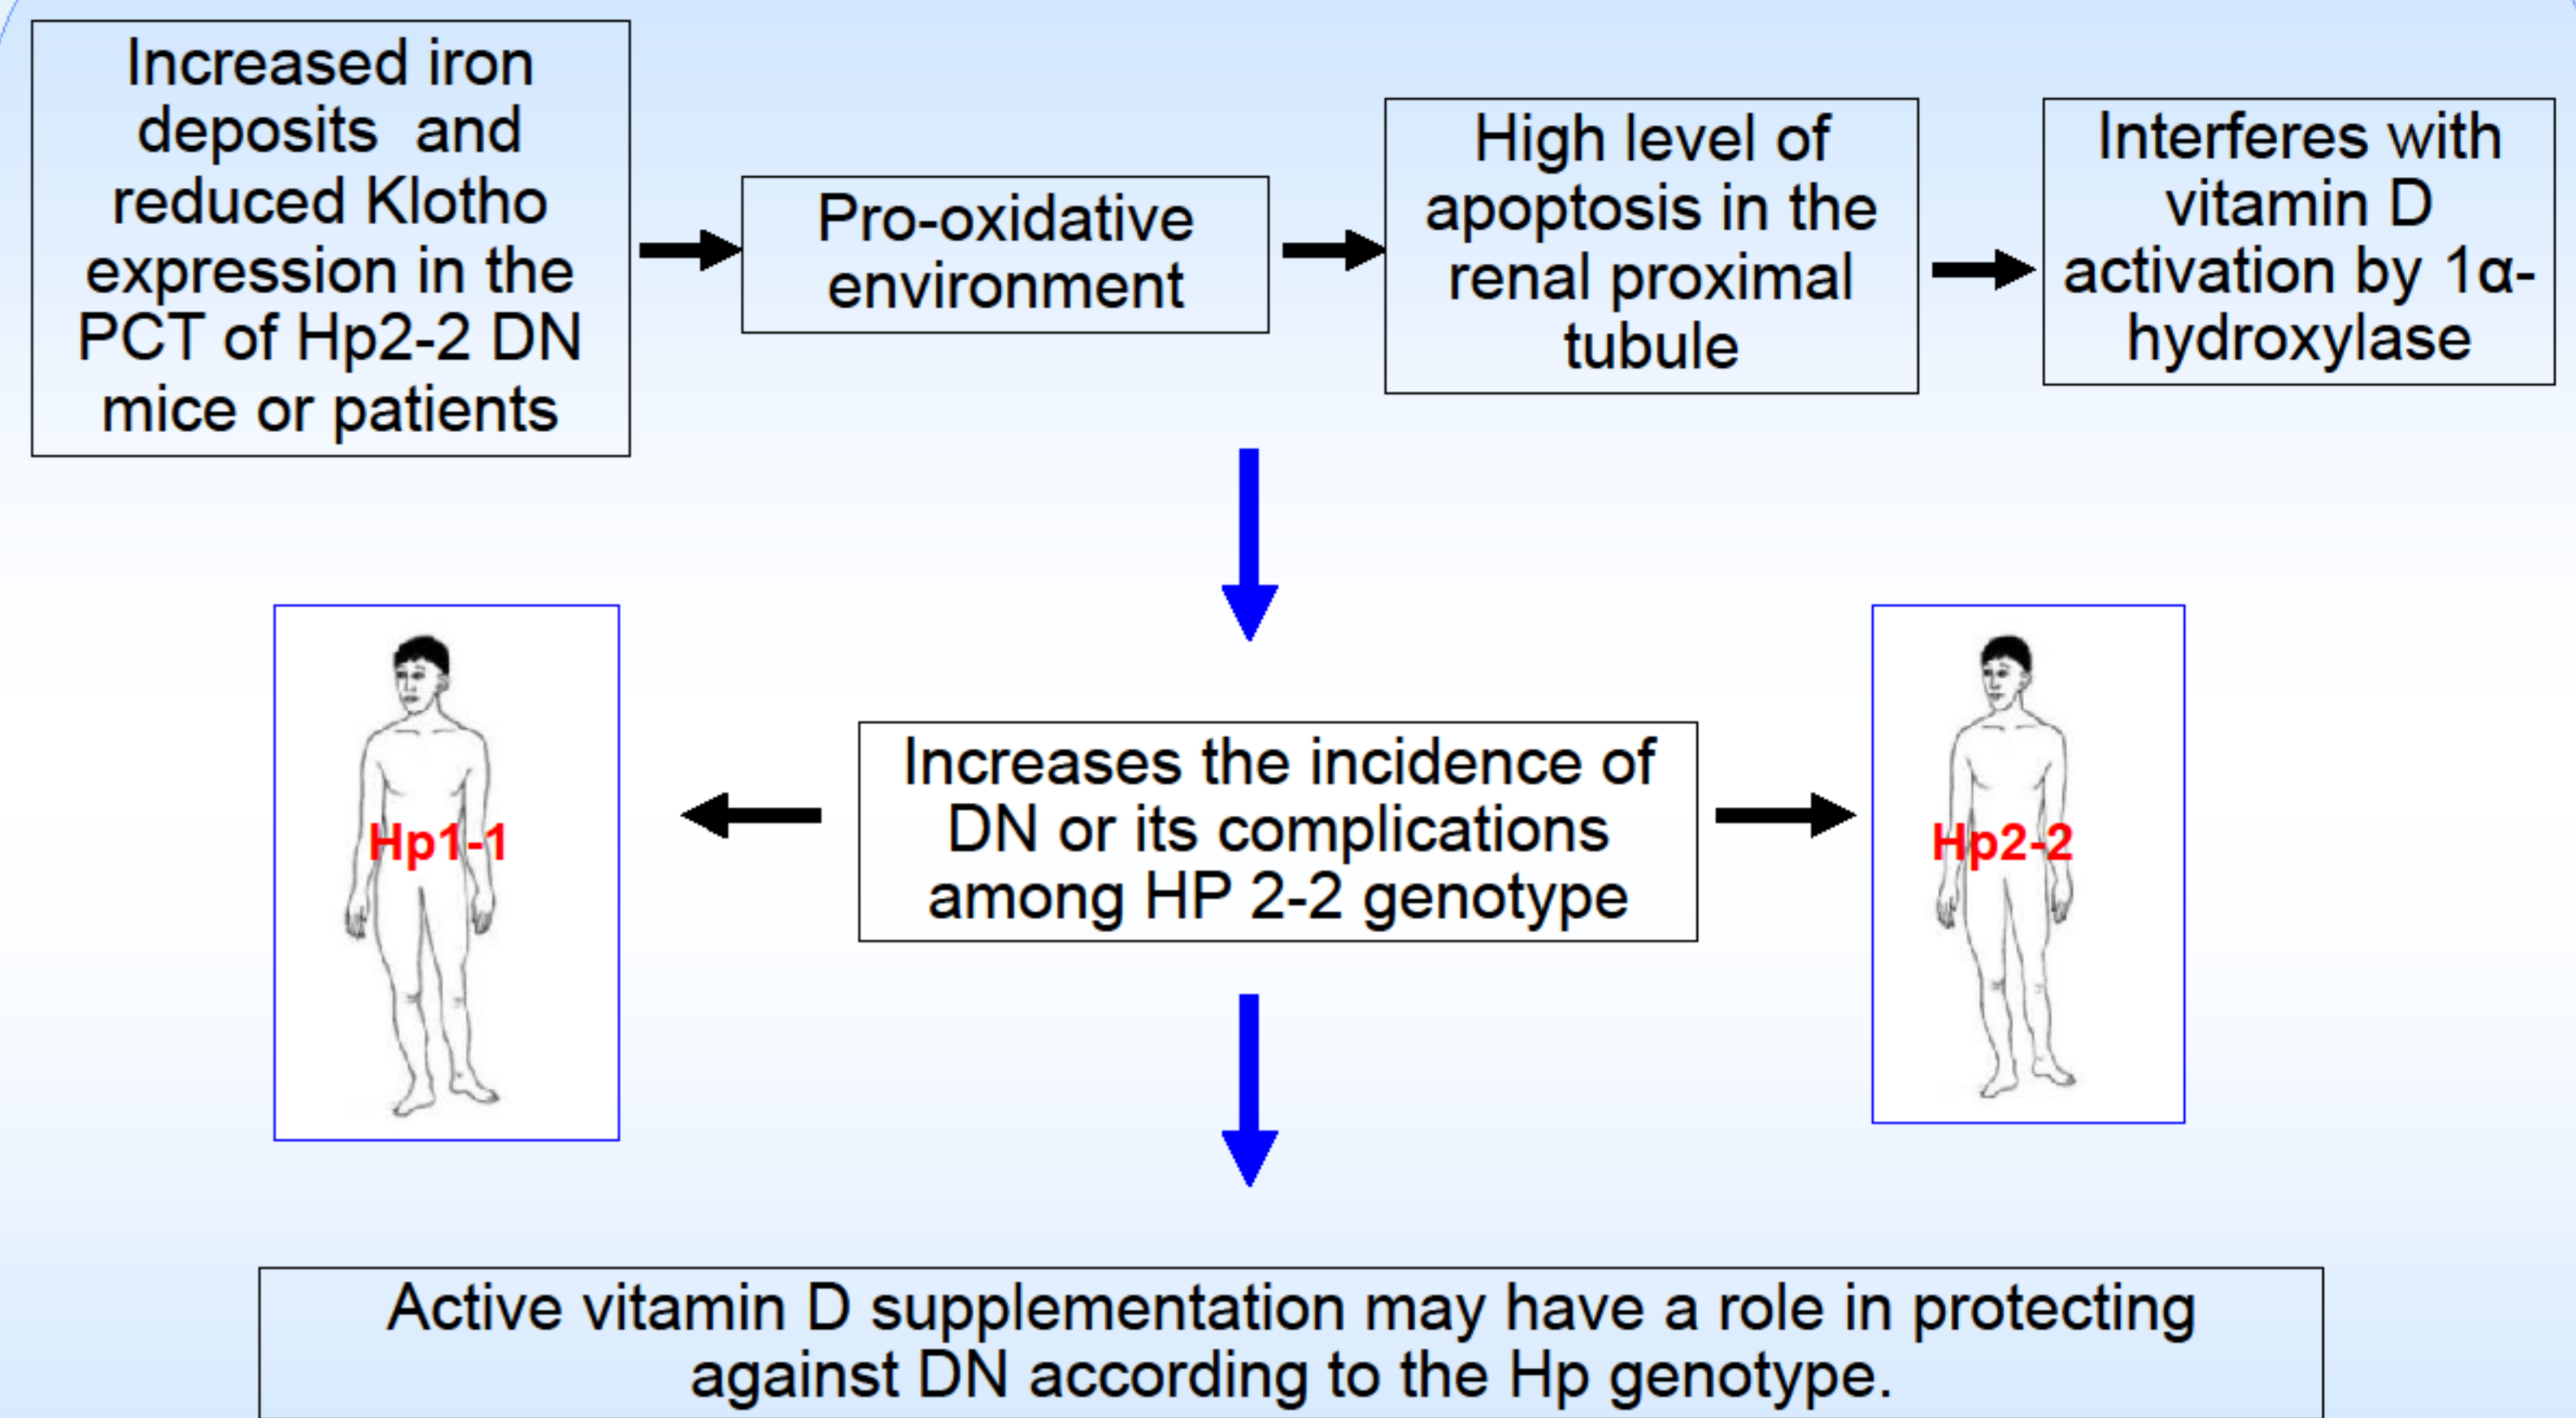 Increased iron
deposits and
reduced Klotho
expression in the
PCT of Hp2-2 DN
mice or patients
Pro-oxidative
environment
High level of
apoptosis in the
renal proximal
tubule
Interferes with
vitamin D
activation by 1α-
hydroxylase
Hp1-1
Increases the incidence of
DN or its complications
among HP 2-2 genotype
Hp2-2
Active vitamin D supplementation may have a role in protecting
against DN according to the Hp genotype.